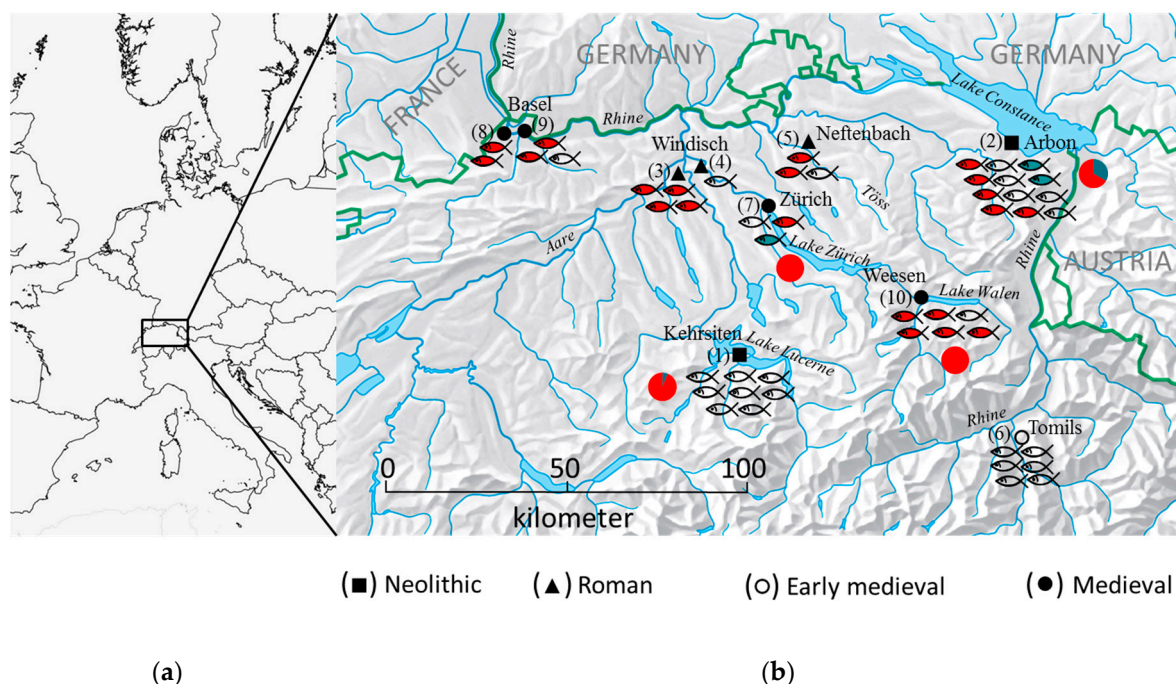 GERMANY
GERMANY
FRANCE
Rhine
Basel
(8)
(9)
Rhine
Windisch
(3)
(4)
(5)
Neftenbach
Lake Constance
(2)
Arbon
(7)
Zürich
Töss
Aare
Lake Zürich
Rhine
AUSTRIA
Weesen
(10)
Lake Walen
Kehrsiten
(1)
Lake Lucerne
Rhine
(6)
Tomils
0 50 100
kilometer
(■) Neolithic (▲) Roman (○) Early medieval (●) Medieval
(a) (b)